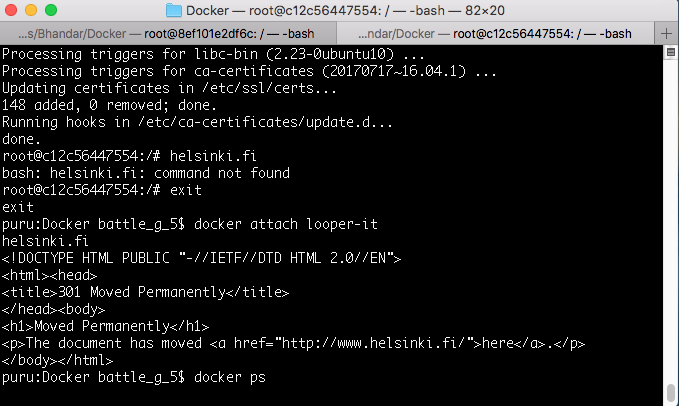 Docker — root@c12c56447554: / — -bash — 82×20
...s/Bhandar/Docker — root@8ef101e2df6c: / — -bash
...ndar/Docker — root@c12c56447554: / — -bash
Processing triggers for libc-bin (2.23-0ubuntu10) ...
Processing triggers for ca-certificates (20170717~16.04.1) ...
Updating certificates in /etc/ssl/certs...
148 added, 0 removed; done.
Running hooks in /etc/ca-certificates/update.d...
done.
root@c12c56447554:/# helsinki.fi
bash: helsinki.fi: command not found
root@c12c56447554:/# exit
exit
puru:Docker battle_g_5$ docker attach looper-it
helsinki.fi
<!DOCTYPE HTML PUBLIC "-//IETF//DTD HTML 2.0//EN">
<html><head>
<title>301 Moved Permanently</title>
</head><body>
<h1>Moved Permanently</h1>
<p>The document has moved <a href="http://www.helsinki.fi/">here</a>.</p>
</body></html>
puru:Docker battle_g_5$ docker ps